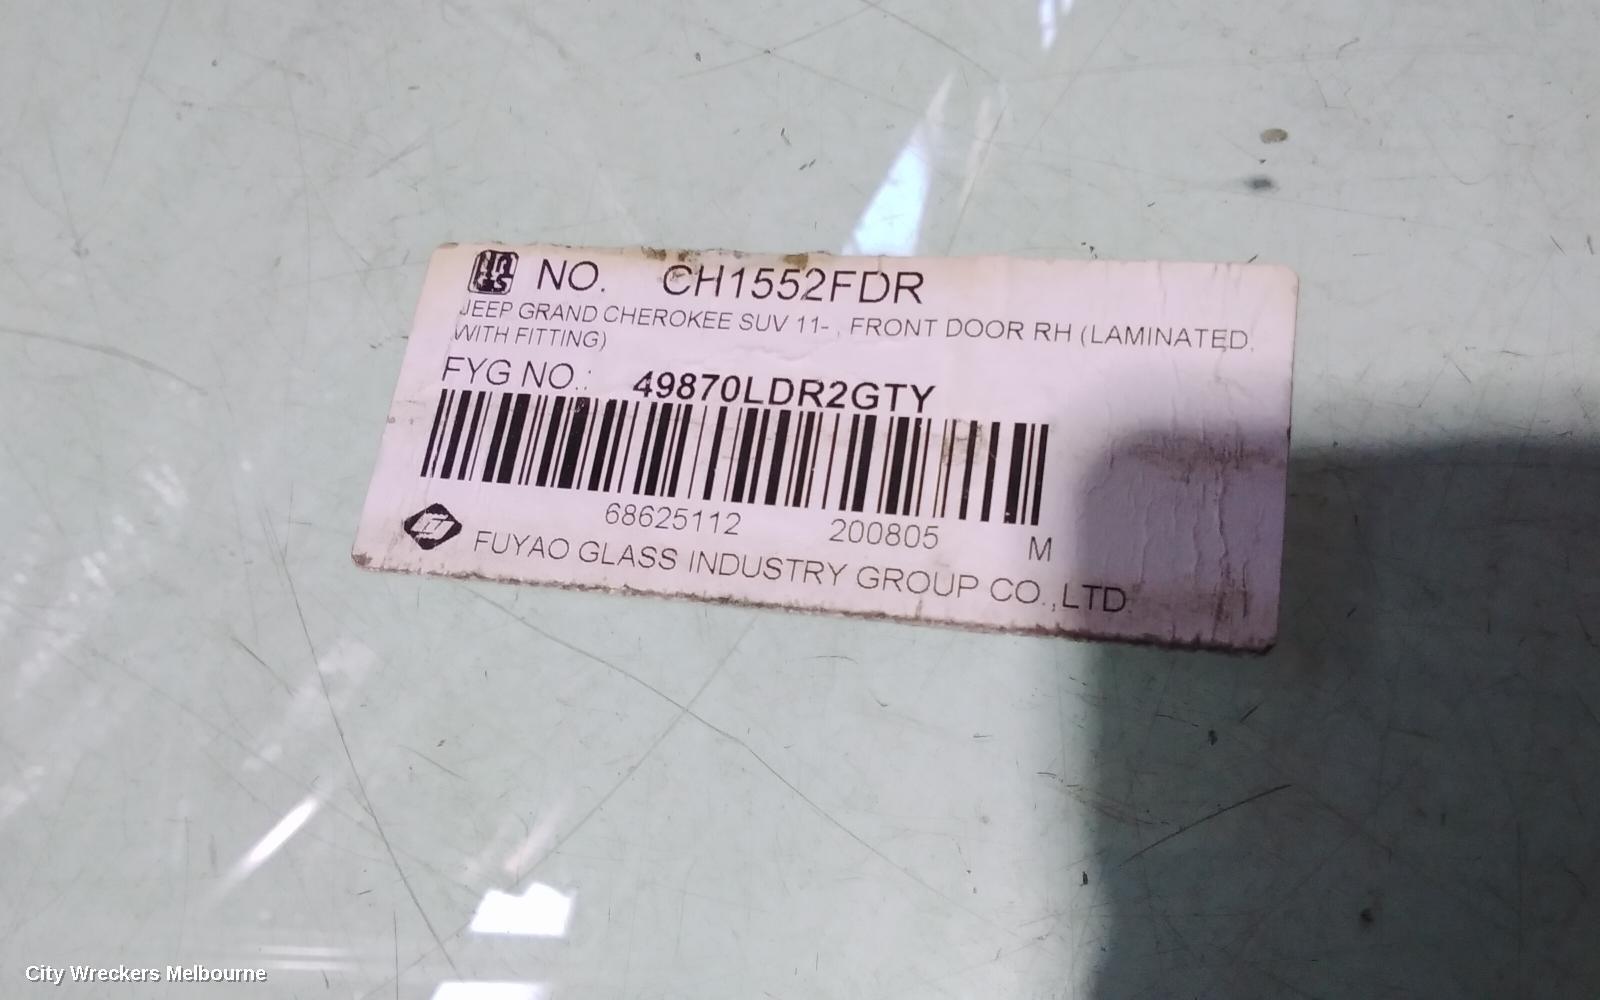 NO. CH1552FDR
JEEP GRAND CHEROKEE SUV 11- , FRONT DOOR RH (LAMINATED,
WITH FITTING)
FYG NO.: 49870LDR2GTY
68625112 200805 M
FUYAO GLASS INDUSTRY GROUP CO.,LTD
City Wreckers Melbourne